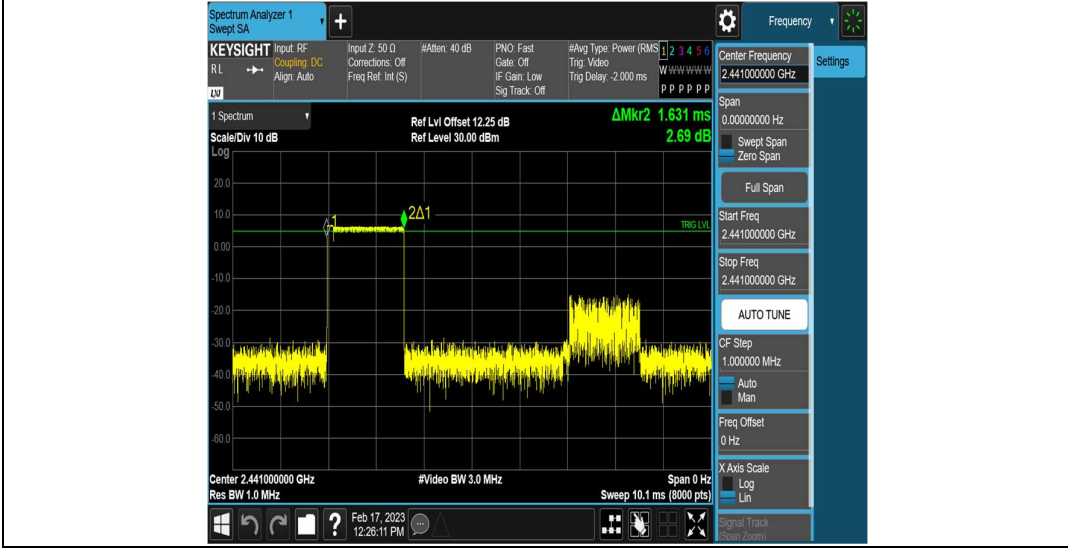 Spectrum Analyzer 1
Swept SA
+
Frequency
KEYSIGHT
Input: RF
Coupling: DC
Align: Auto
Input Z: 50 Ω
Corrections: Off
Freq Ref: Int (S)
#Atten: 40 dB
PNO: Fast
Gate: Off
IF Gain: Low
Sig Track: Off
#Avg Type: Power (RMS
Trig: Video
Trig Delay: -2.000 ms
1 2 3 4 5 6
W W W W W W
P P P P P P
R L
LXI
1 Spectrum
Scale/Div 10 dB
Log
Ref Lvl Offset 12.25 dB
Ref Level 30.00 dBm
ΔMkr2 1.631 ms
2.69 dB
20.0
10.0
0.00
-10.0
-20.0
-30.0
-40.0
-50.0
-60.0
1
2Δ1
TRIG LVL
Center 2.441000000 GHz
Res BW 1.0 MHz
#Video BW 3.0 MHz
Span 0 Hz
Sweep 10.1 ms (8000 pts)
Center Frequency
2.441000000 GHz
Span
0.00000000 Hz
Swept Span
Zero Span
Full Span
Start Freq
2.441000000 GHz
Stop Freq
2.441000000 GHz
AUTO TUNE
CF Step
1.000000 MHz
Auto
Man
Freq Offset
0 Hz
X Axis Scale
Log
Lin
Signal Track
(Span Zoom)
Settings
?
Feb 17, 2023
12:26:11 PM